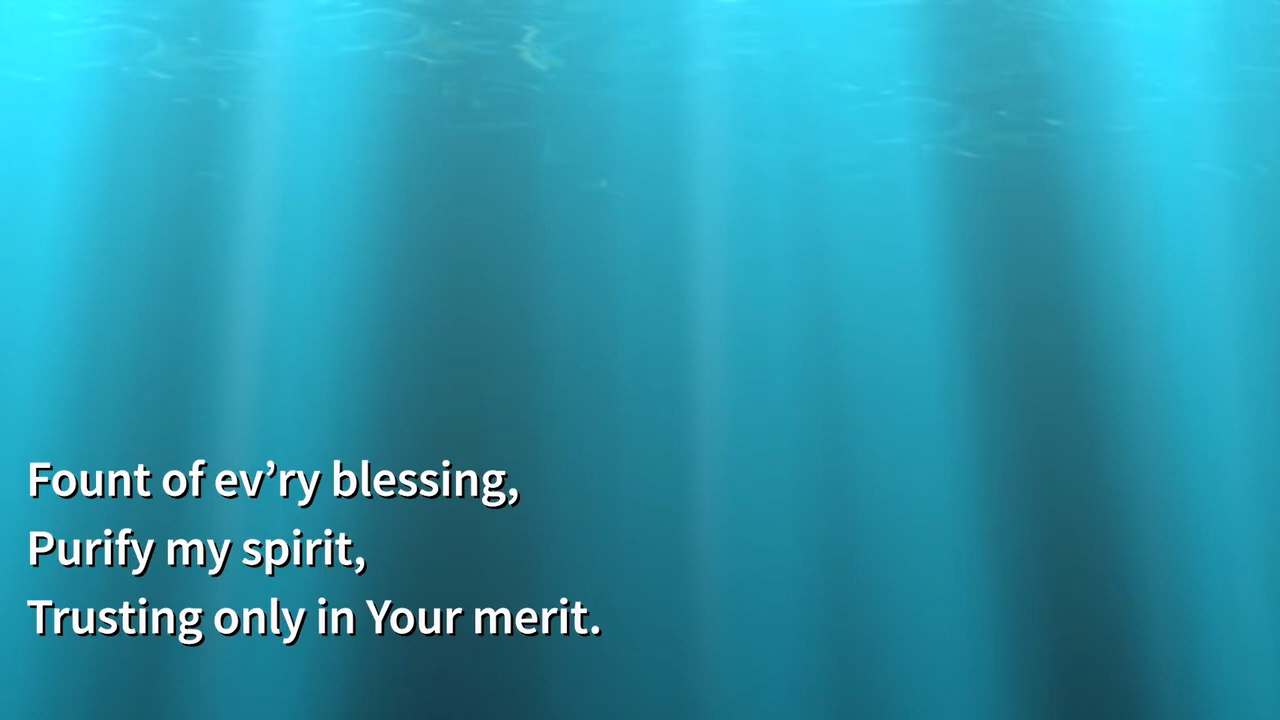 Fount of ev’ry blessing,
Purify my spirit,
Trusting only in Your merit.